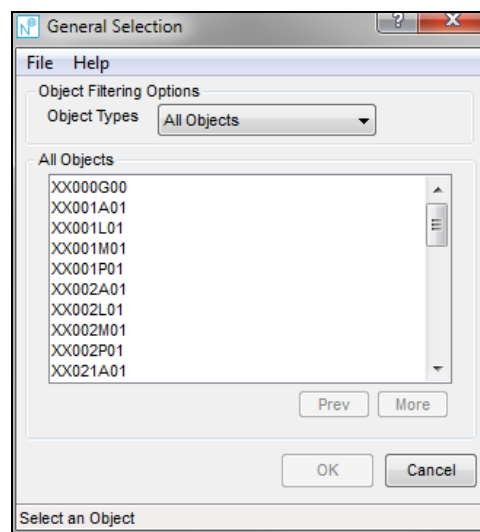 General Selection
File Help
Object Filtering Options
Object Types All Objects
All Objects
XX000G00
XX001A01
XX001L01
XX001M01
XX001P01
XX002A01
XX002L01
XX002M01
XX002P01
XX021A01
Prev More
OK Cancel
Select an Object